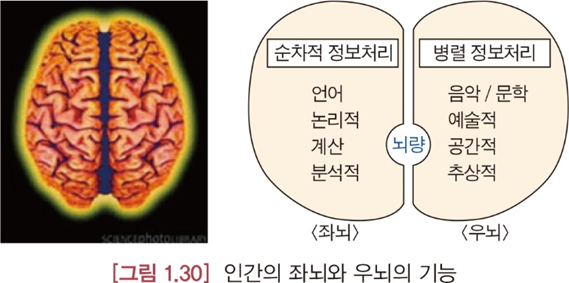 순차적 정보처리
언어
논리적
계산
분석적
뇌량
병렬 정보처리
음악 / 문학
예술적
공간적
추상적
〈좌뇌〉
〈우뇌〉
SCIENCEphotoLIBRARY
[그림 1.30] 인간의 좌뇌와 우뇌의 기능